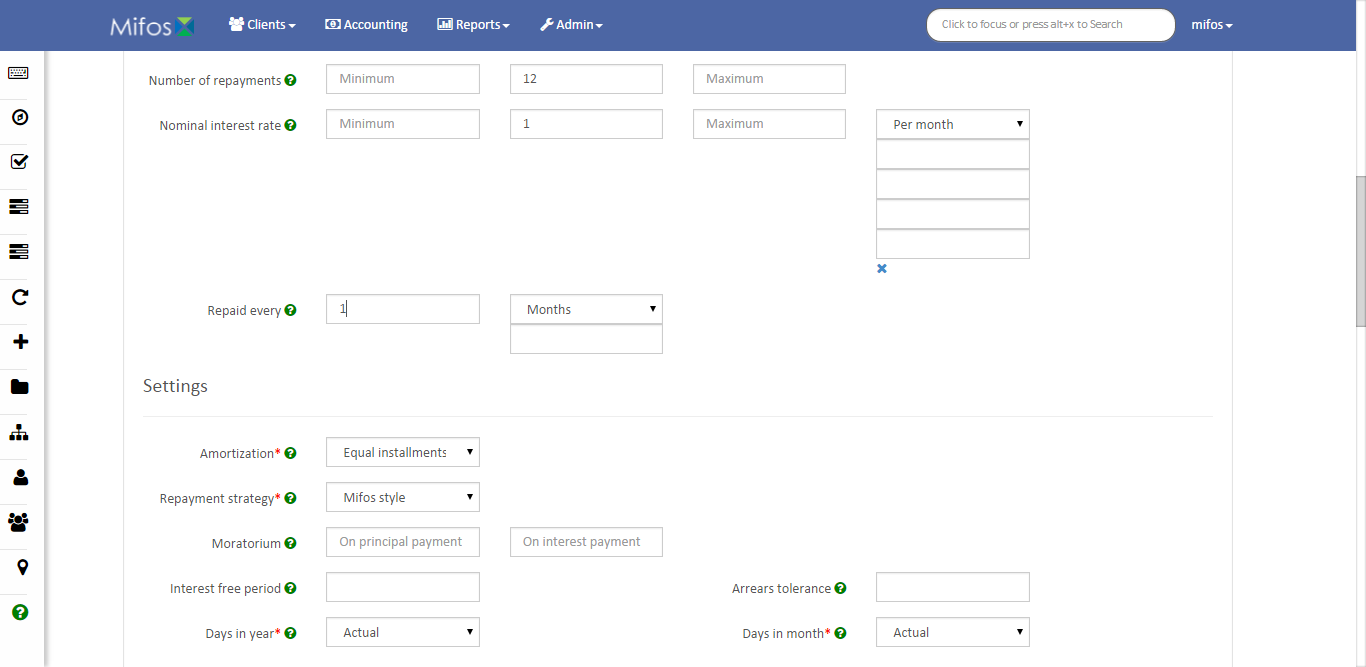 Mifos Clients Accounting Reports Admin Click to focus or press alt+x to Search mifos
Number of repayments Minimum 12 Maximum
Nominal interest rate Minimum 1 Maximum Per month
Repaid every 1 Months
Settings
Amortization* Equal installments
Repayment strategy* Mifos style
Moratorium On principal payment On interest payment
Interest free period Arrears tolerance
Days in year* Actual Days in month* Actual